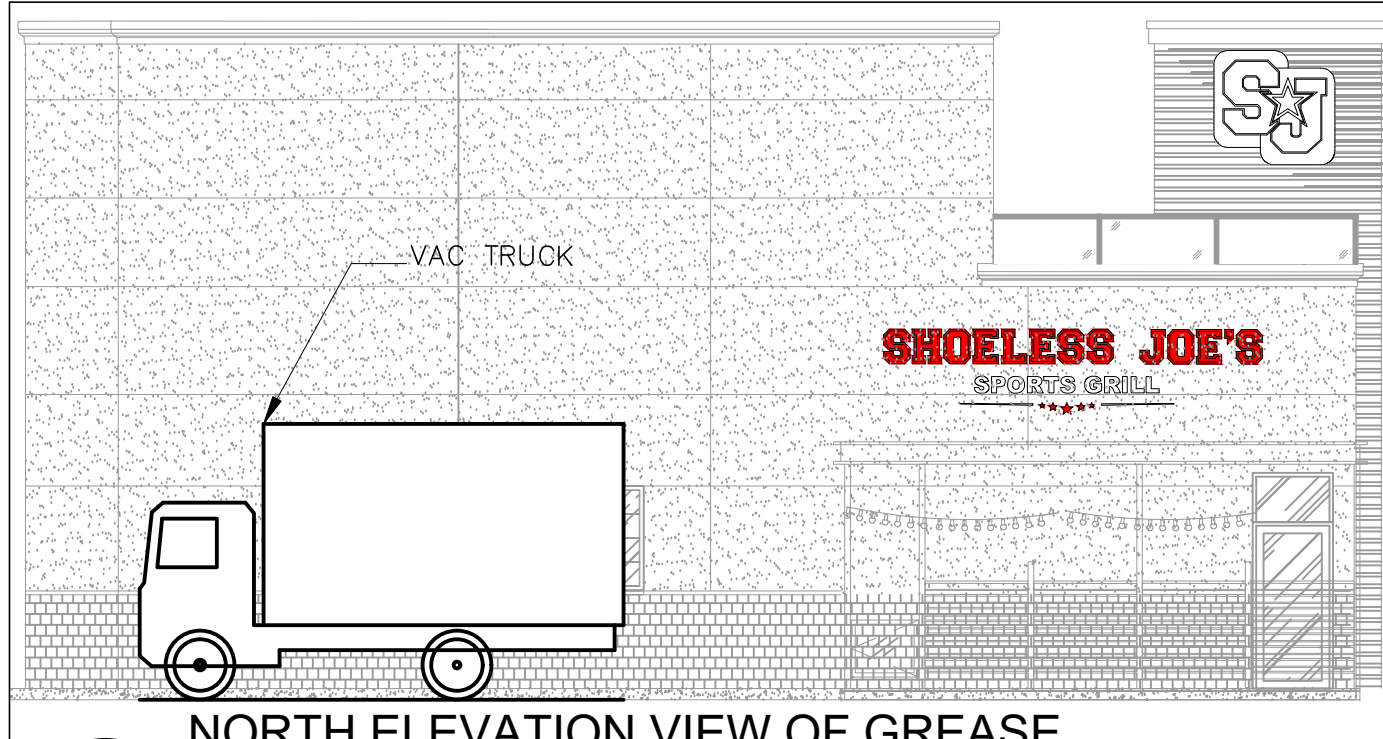 SJ
VAC TRUCK
SHOELESS JOE'S
SPORTS GRILL
NORTH ELEVATION VIEW OF GREASE